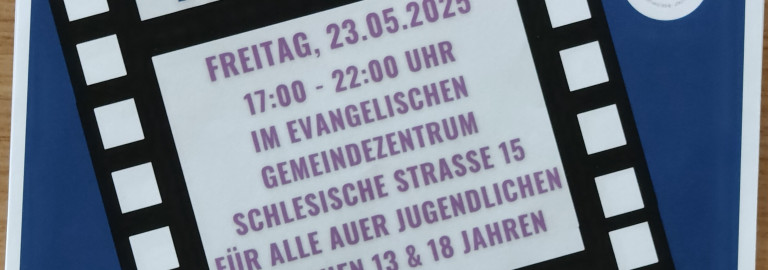 FREITAG, 23.05.2025
17:00 - 22:00 UHR
IM EVANGELISCHEN
GEMEINDEZENTRUM
SCHLESISCHE STRASSE 15
FÜR ALLE AUER JUGENDLICHEN
13 & 18 JAHREN